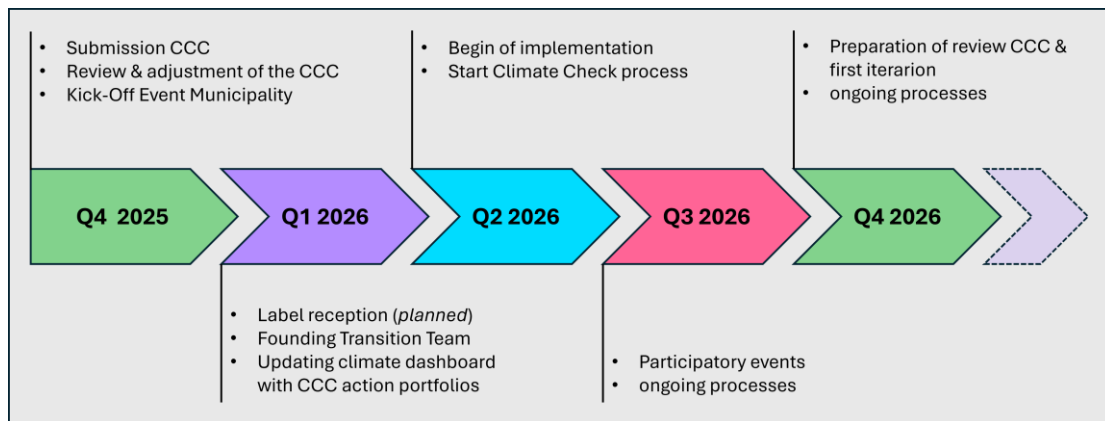 • Submission CCC
• Review & adjustment of the CCC
• Kick-Off Event Municipality
• Begin of implementation
• Start Climate Check process
• Preparation of review CCC &
first iterarion
• ongoing processes
Q4 2025
Q1 2026
Q2 2026
Q3 2026
Q4 2026
• Label reception (planned)
• Founding Transition Team
• Updating climate dashboard
with CCC action portfolios
• Participatory events
• ongoing processes